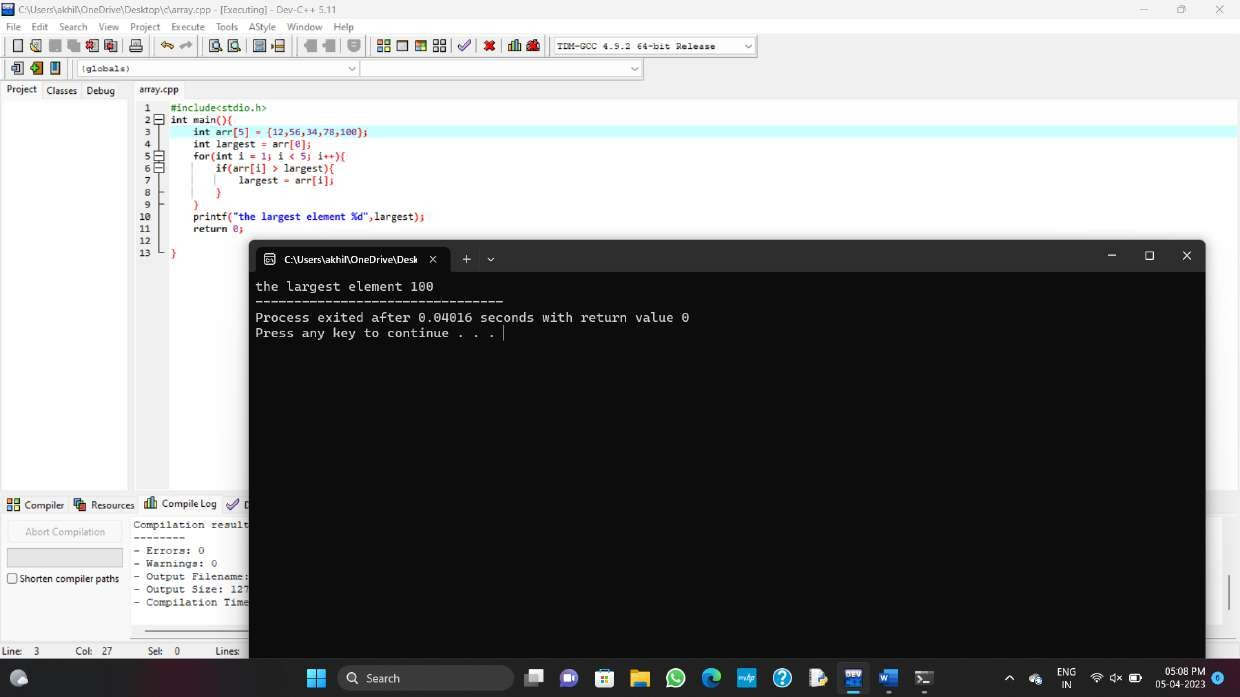 C:\Users\akhil\OneDrive\Desktop\c\array.cpp - [Executing] - Dev-C++ 5.11
File Edit Search View Project Execute Tools AStyle Window Help
TDM-GCC 4.9.2 64-bit Release
(globals)
Project Classes Debug
array.cpp
1 #include<stdio.h>
2 int main(){
3 int arr[5] = {12,56,34,78,100};
4 int largest = arr[0];
5 for(int i = 1; i < 5; i++){
6 if(arr[i] > largest){
7 largest = arr[i];
8 }
9 }
10 printf("the largest element %d",largest);
11 return 0;
12
13 }
C:\Users\akhil\OneDrive\Desk
the largest element 100
--------------------------------
Process exited after 0.04016 seconds with return value 0
Press any key to continue . . .
Compiler Resources Compile Log
Abort Compilation
Shorten compiler paths
Compilation result
--------
- Errors: 0
- Warnings: 0
- Output Filename:
- Output Size: 127
- Compilation Time
Line: 3 Col: 27 Sel: 0 Lines:
Search
DEV
W
ENG
IN
05:08 PM
05-04-2023
6